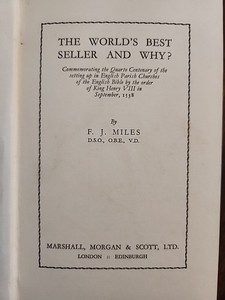 THE WORLD'S BEST
SELLER AND WHY?
Commemorating the Quarto Centenary of the
setting up in English Parish Churches
of the English Bible by the order
of King Henry VIII in
September, 1538
By
F. J. MILES
D.S.O., O.B.E., V.D.
MARSHALL, MORGAN & SCOTT, LTD.
LONDON :: EDINBURGH